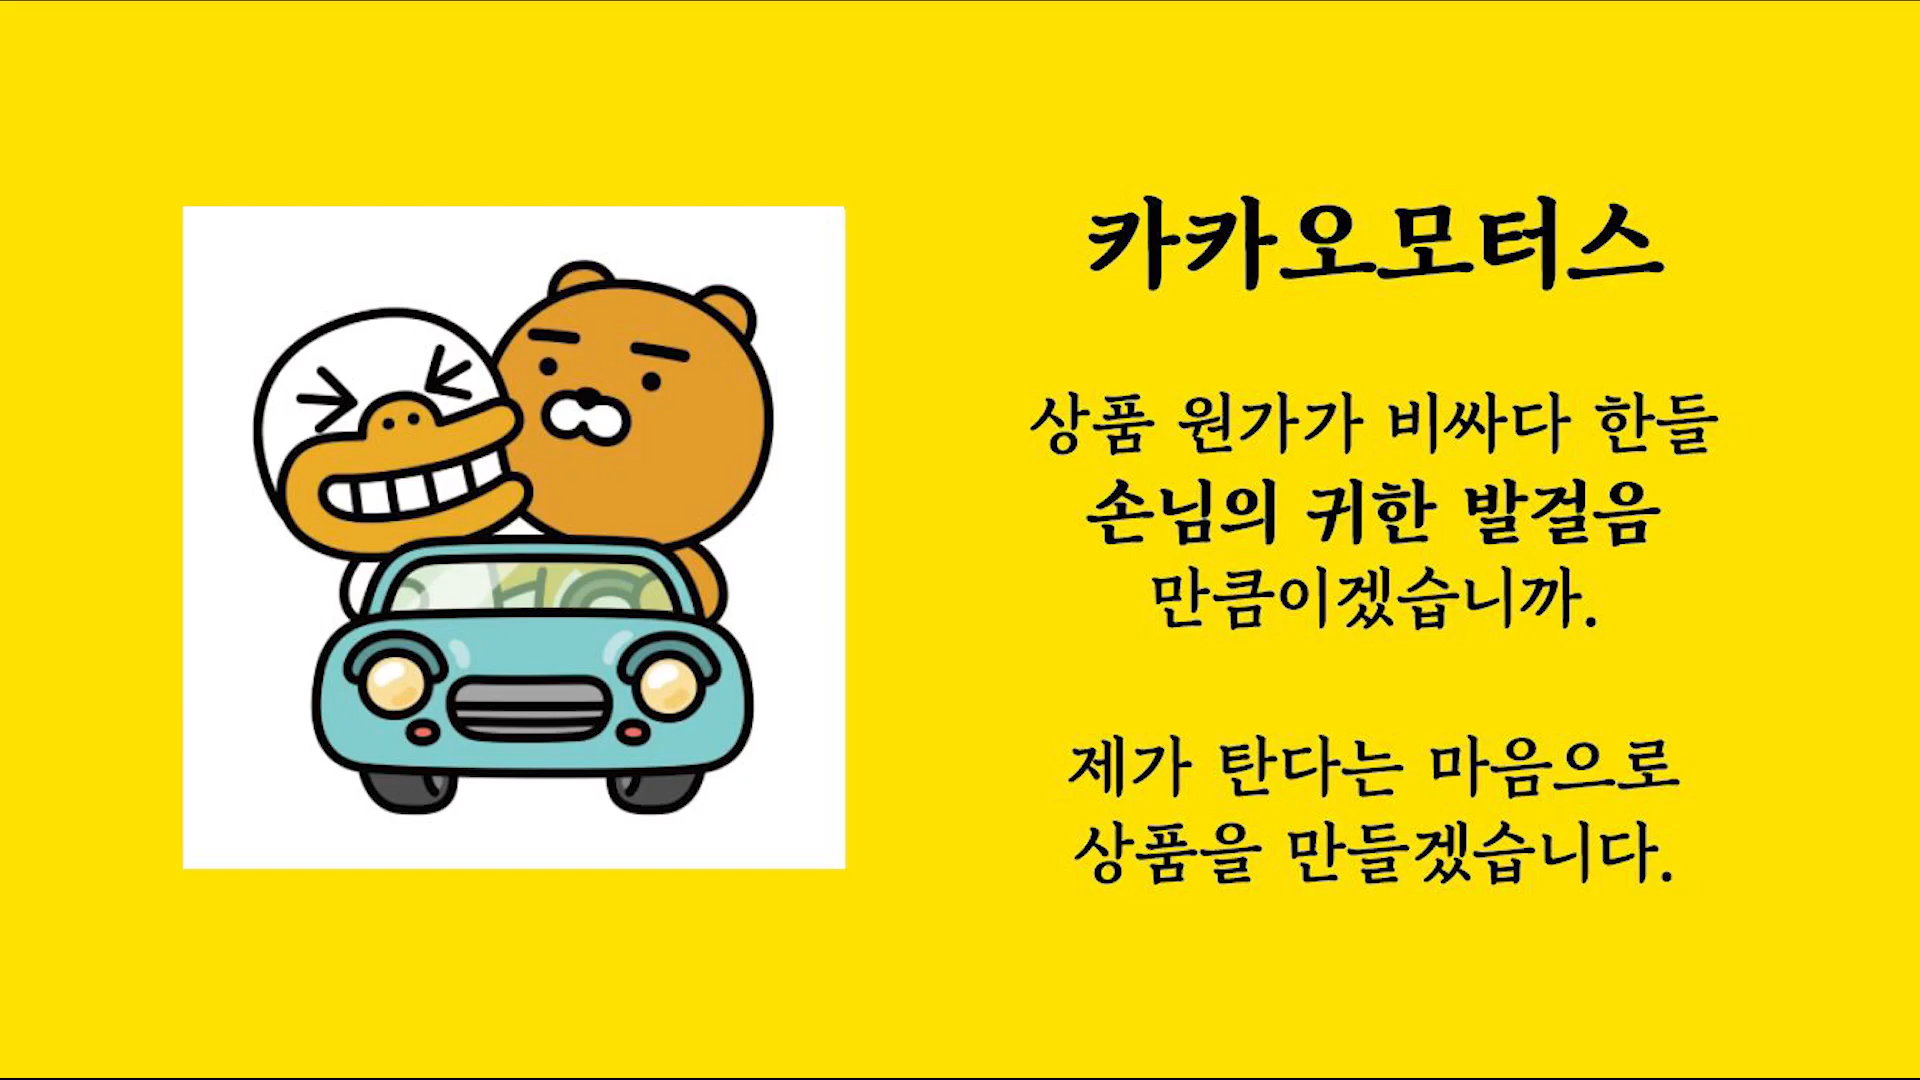 카카오모터스
상품 원가가 비싸다 한들
손님의 귀한 발걸음
만큼이겠습니까.
제가 탄다는 마음으로
상품을 만들겠습니다.